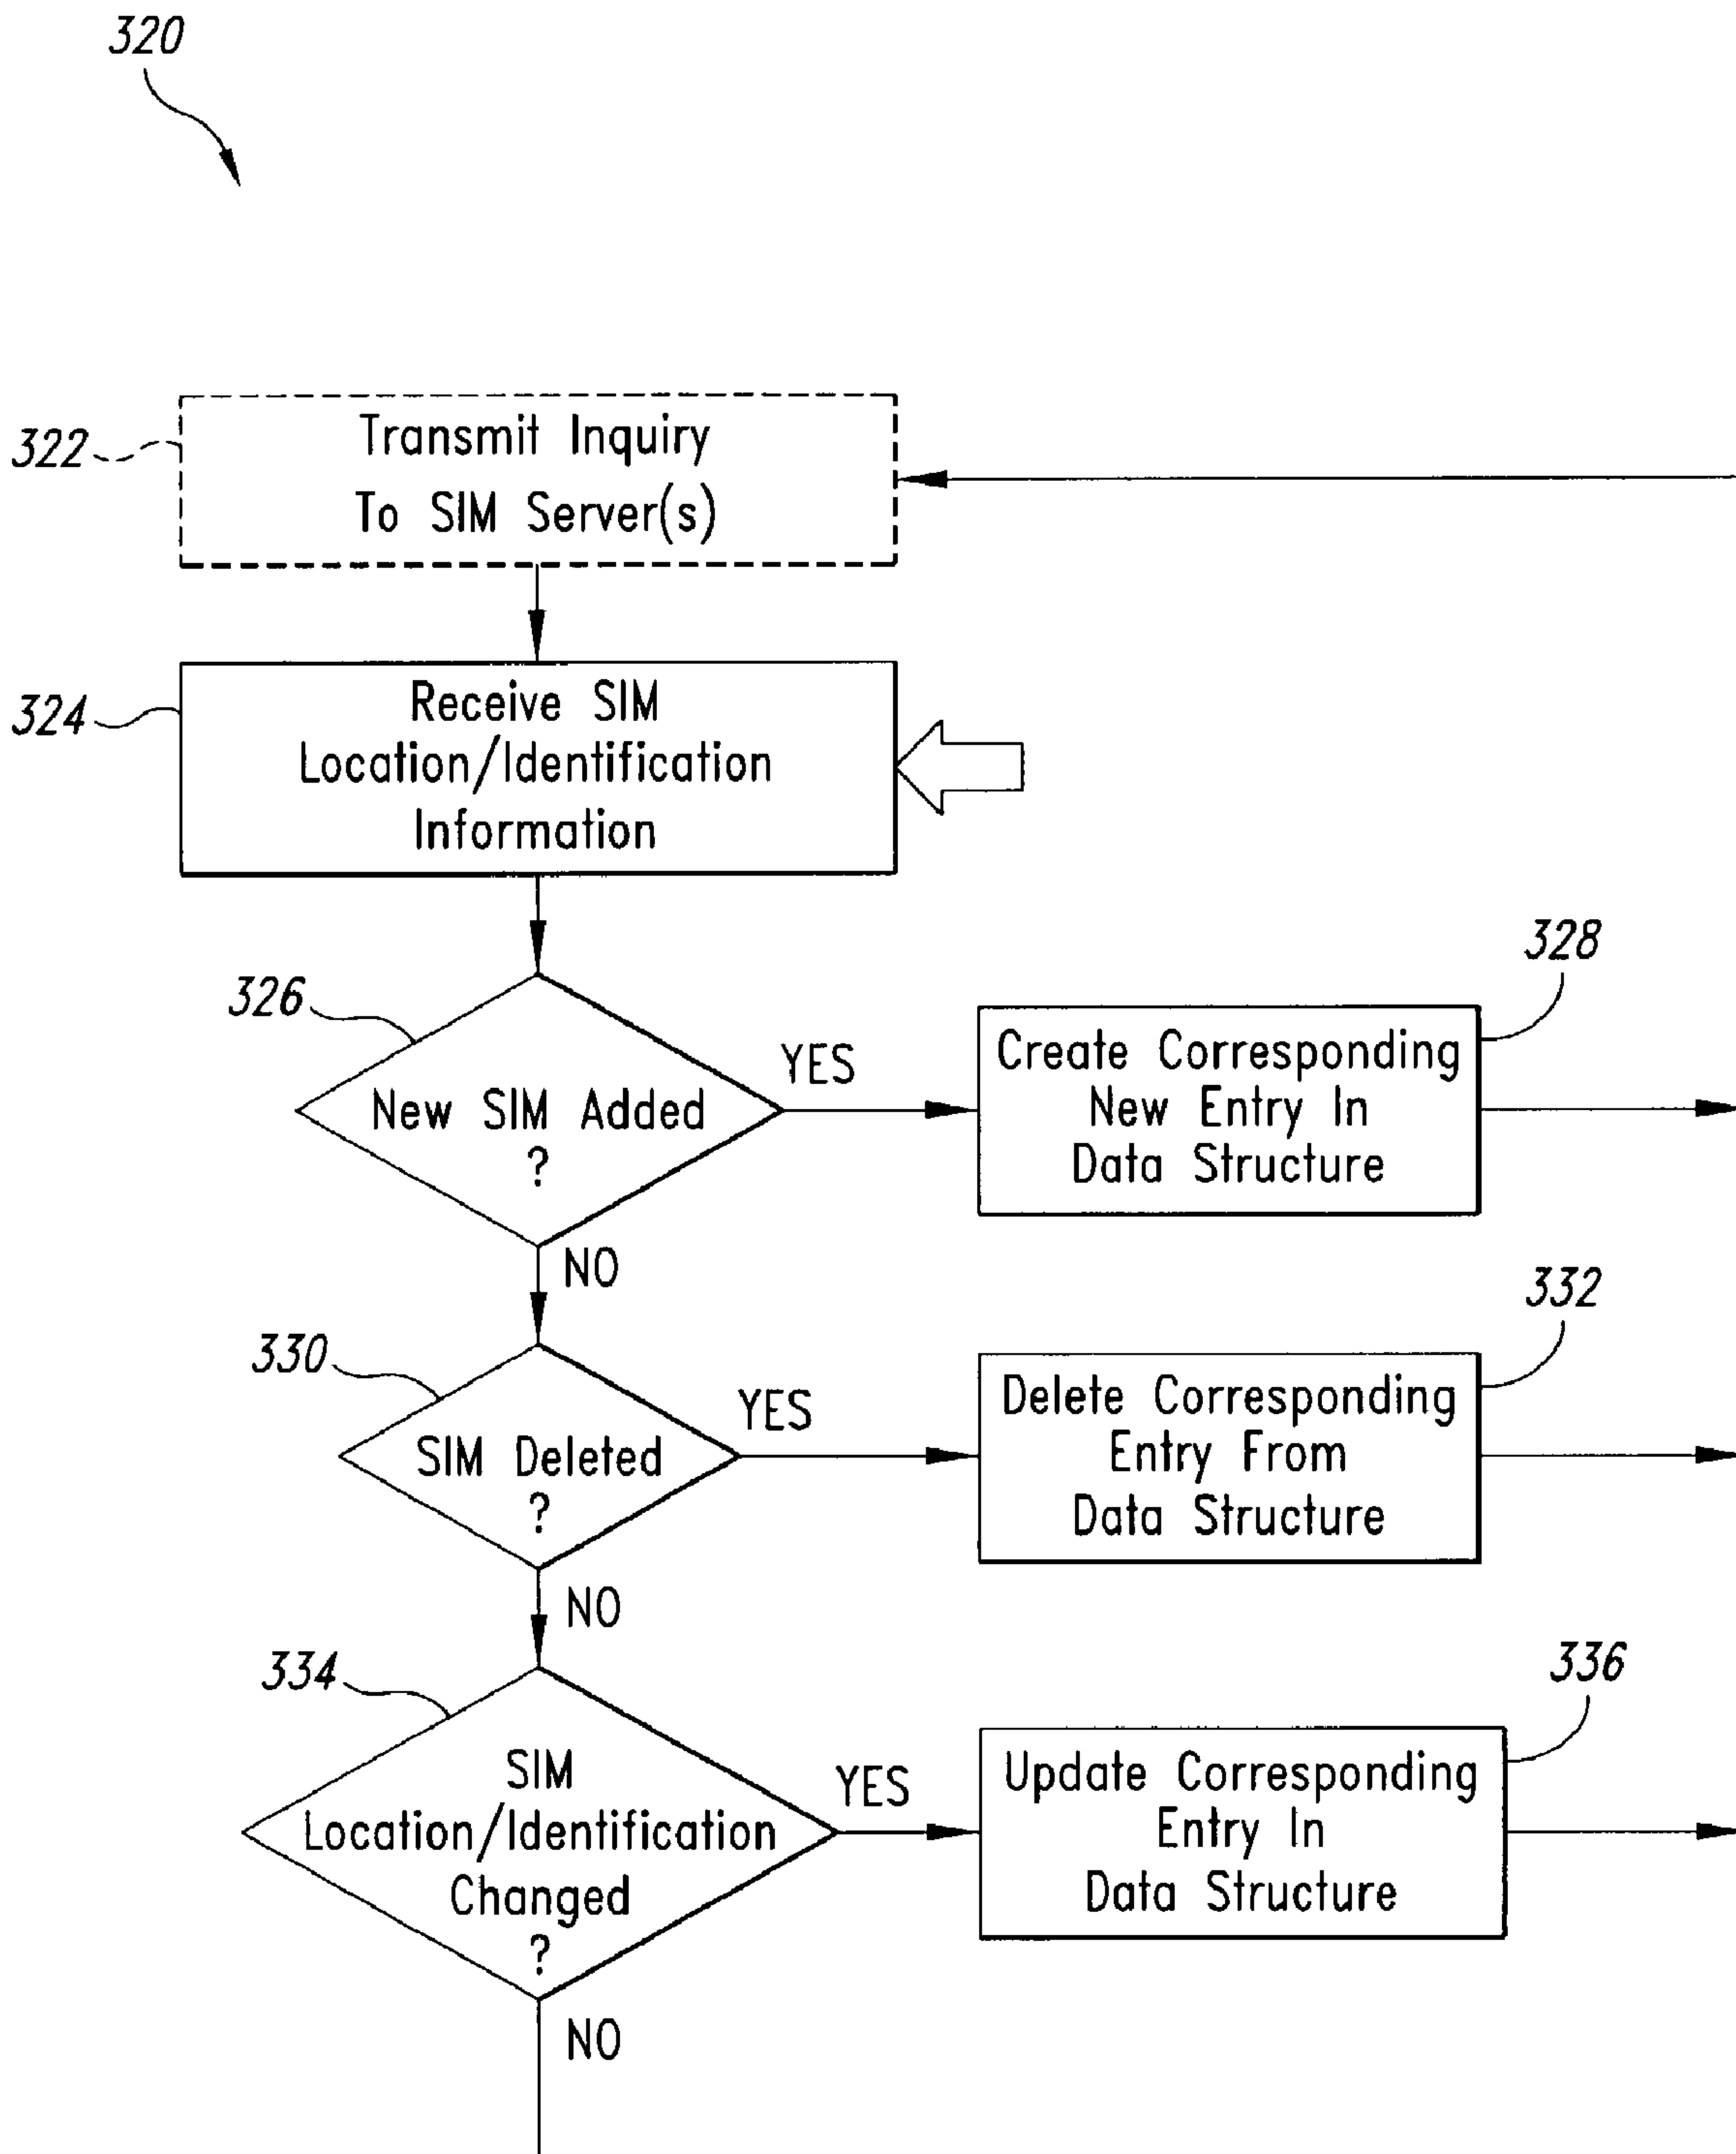 320
322
Transmit Inquiry
To SIM Server(s)
324
Receive SIM
Location/Identification
Information
326
New SIM Added
?
YES
328
Create Corresponding
New Entry In
Data Structure
NO
330
SIM Deleted
?
YES
332
Delete Corresponding
Entry From
Data Structure
NO
334
SIM
Location/Identification
Changed
?
YES
336
Update Corresponding
Entry In
Data Structure
NO